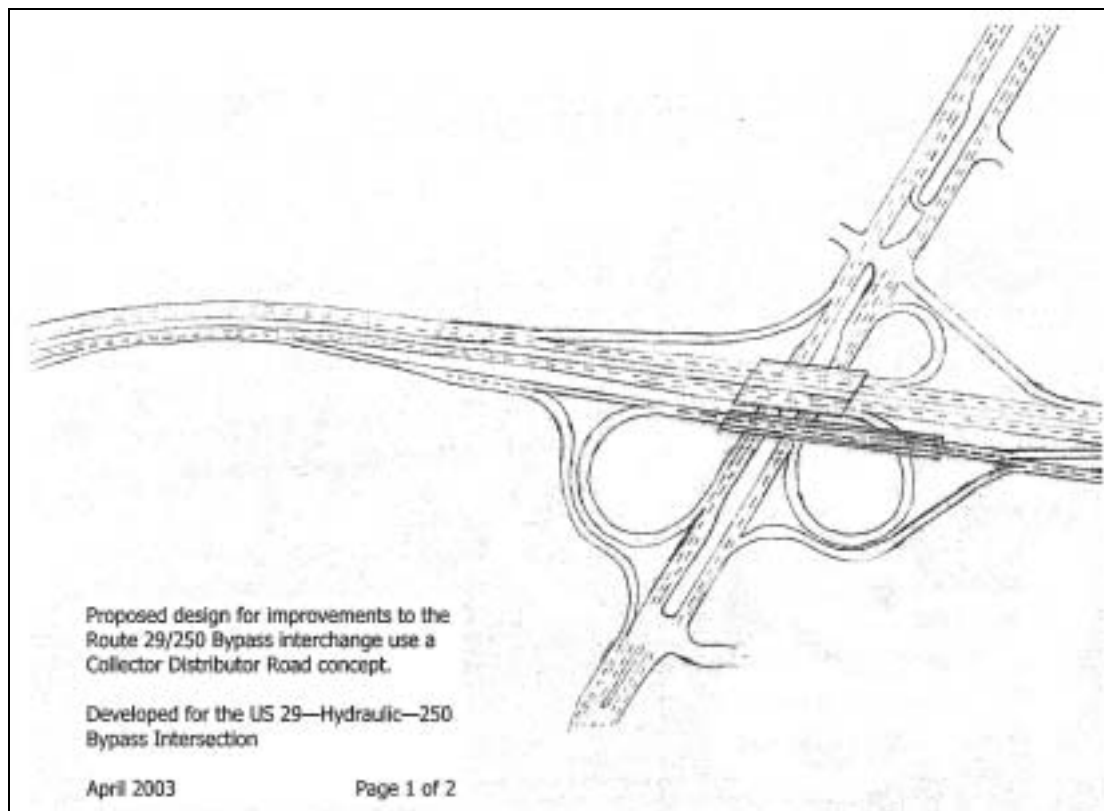 Proposed design for improvements to the
Route 29/250 Bypass interchange use a
Collector Distributor Road concept.
Developed for the US 29—Hydraulic—250
Bypass Intersection
April 2003 Page 1 of 2